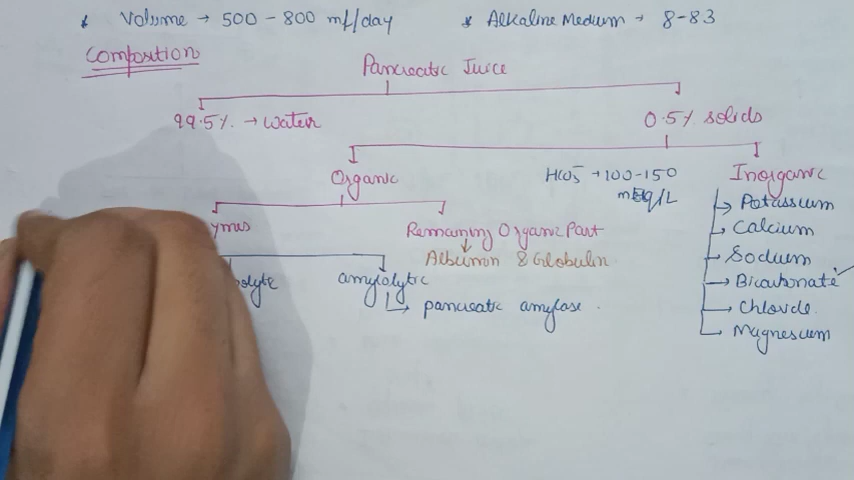 * Volume → 500 - 800 ml/day
* Alkaline Medium → 8-8.3
Composition
Pancreatic Juice
99.5% → Water
0.5% solids
Organic
HCO3⁻ → 100-150
mEq/L
Inorganic
→ Potassium
→ Calcium
→ Sodium
→ Bicarbonate ✓
→ Chloride
→ Magnesium
ymes
Remaining Organic Part
↓
Albumin & Globulin
olyte
amylolytic
→ pancreatic amylase.